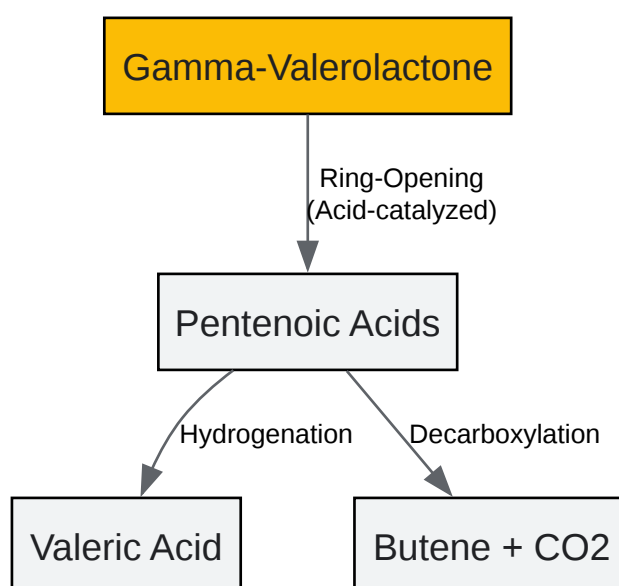 Gamma-Valerolactone
Ring-Opening
(Acid-catalyzed)
Pentenoic Acids
Hydrogenation
Decarboxylation
Valeric Acid
Butene + CO2